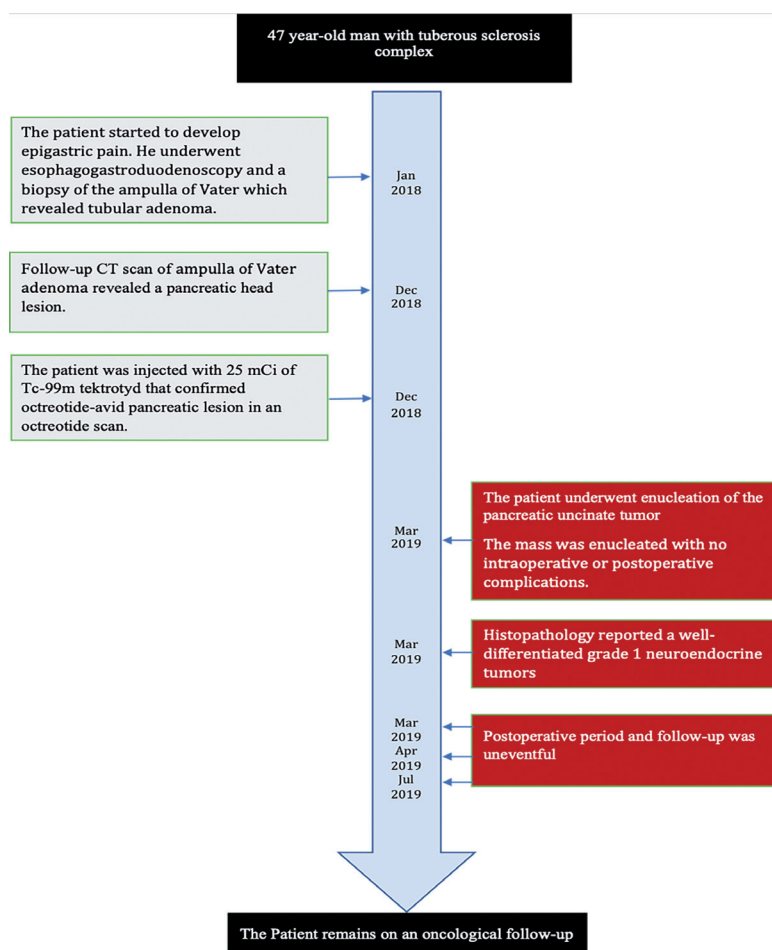 47 year-old man with tuberous sclerosis
complex
The patient started to develop
epigastric pain. He underwent
esophagogastroduodenoscopy and a
biopsy of the ampulla of Vater which
revealed tubular adenoma.
Jan
2018
Follow-up CT scan of ampulla of Vater
adenoma revealed a pancreatic head
lesion.
Dec
2018
The patient was injected with 25 mCi of
Tc-99m tektrotyd that confirmed
octreotide-avid pancreatic lesion in an
octreotide scan.
Dec
2018
Mar
2019
The patient underwent enucleation of the
pancreatic uncinate tumor
The mass was enucleated with no
intraoperative or postoperative
complications.
Mar
2019
Histopathology reported a well-
differentiated grade 1 neuroendocrine
tumors
Mar
2019
Apr
2019
Jul
2019
Postoperative period and follow-up was
uneventful
The Patient remains on an oncological follow-up